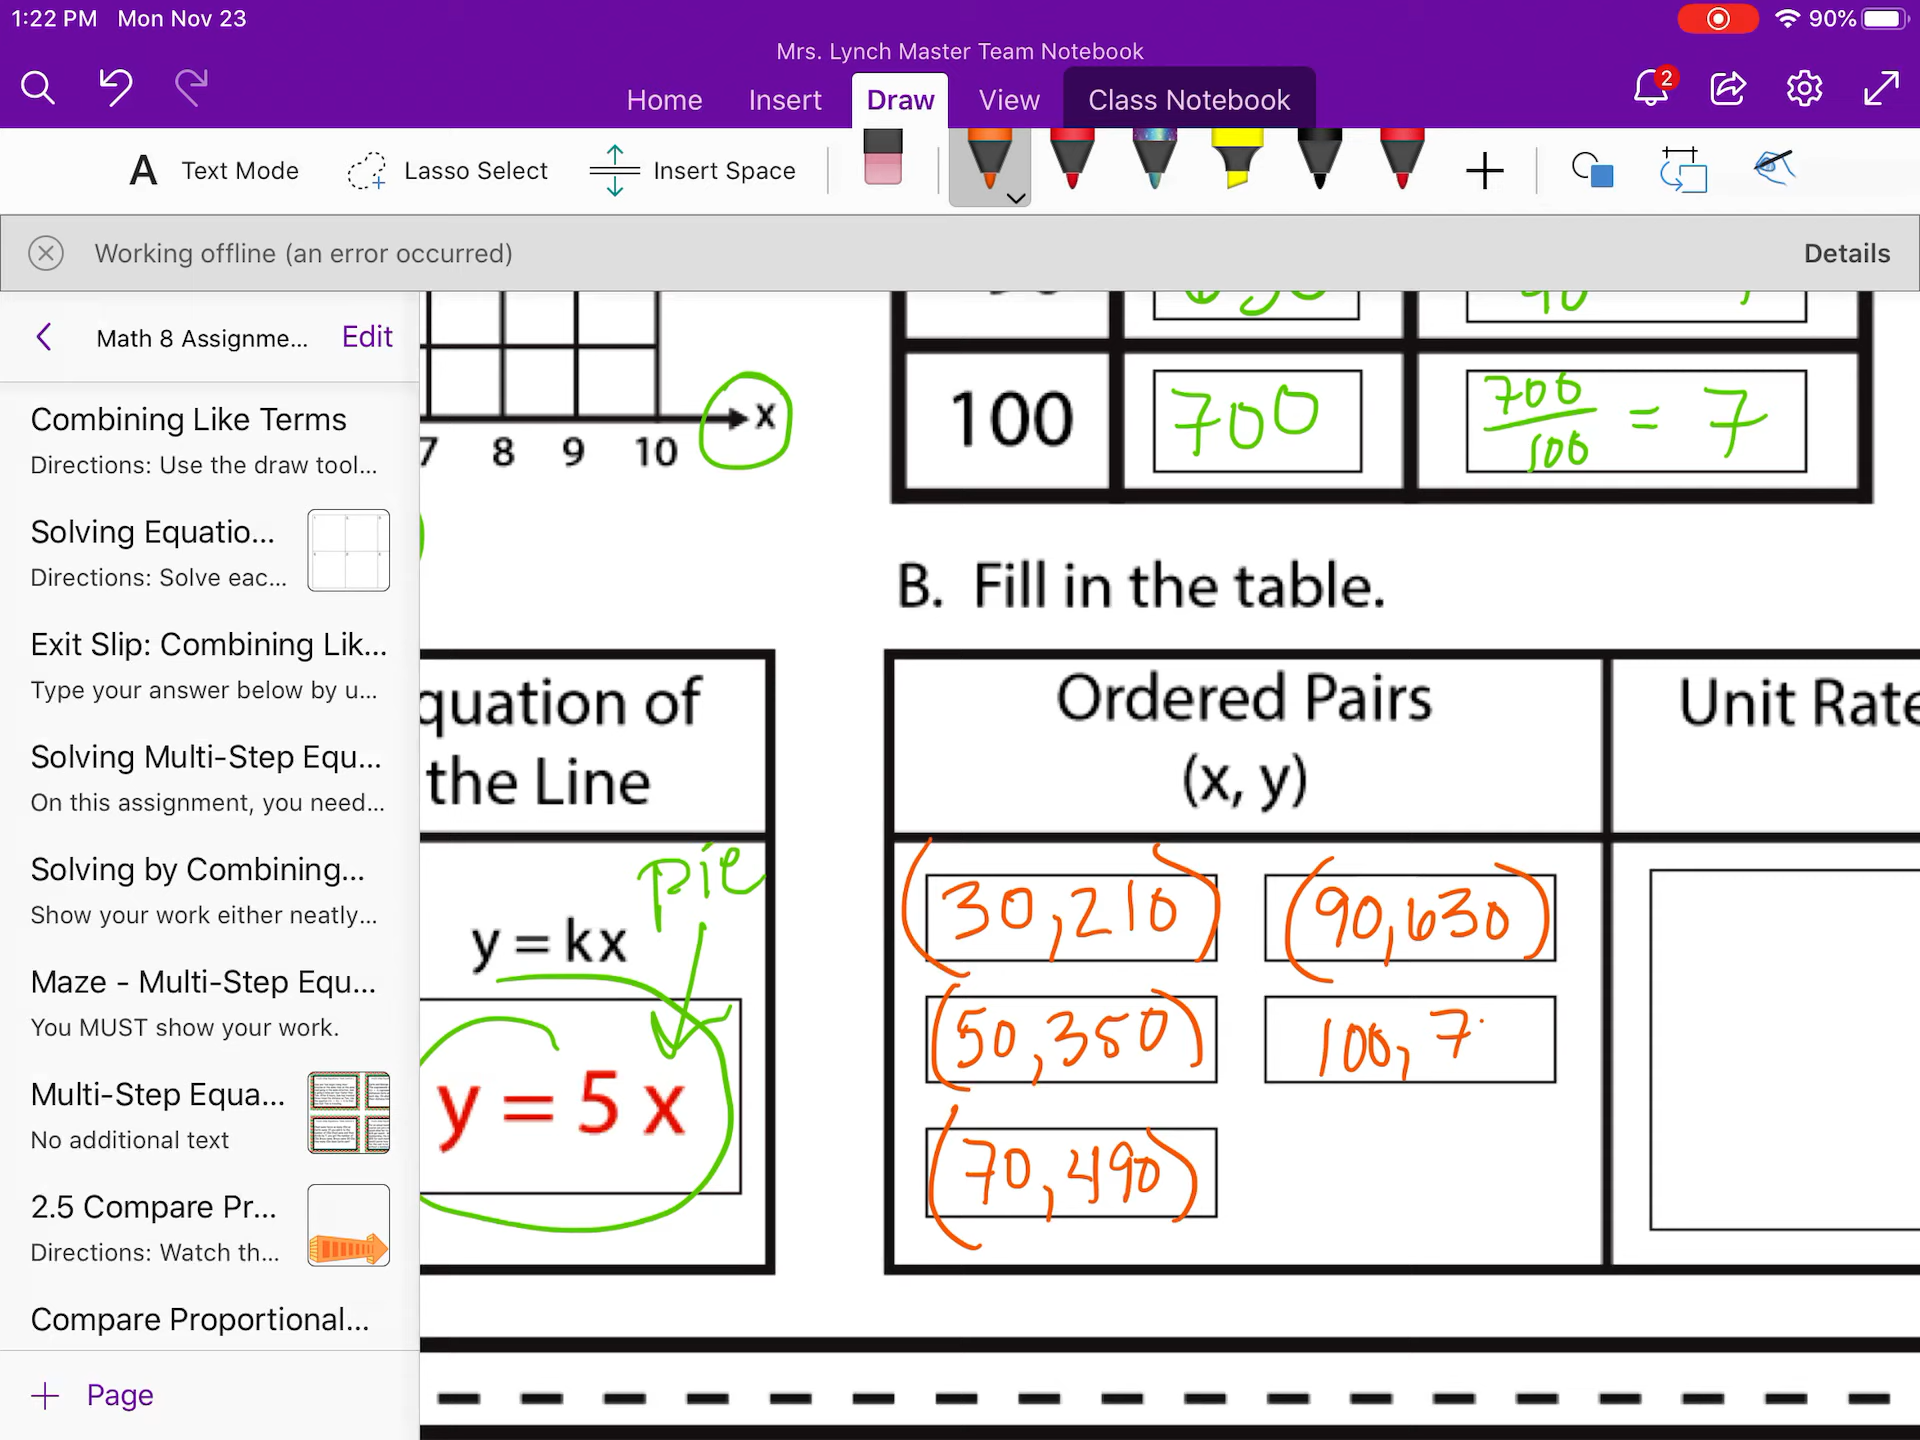 1:22 PM Mon Nov 23
90%
Mrs. Lynch Master Team Notebook
Home Insert Draw View Class Notebook
2
A Text Mode Lasso Select Insert Space
Working offline (an error occurred) Details
Math 8 Assignme... Edit
Combining Like Terms
Directions: Use the draw tool...
Solving Equatio...
Directions: Solve eac...
Exit Slip: Combining Lik...
Type your answer below by u...
Solving Multi-Step Equ...
On this assignment, you need...
Solving by Combining...
Show your work either neatly...
Maze - Multi-Step Equ...
You MUST show your work.
Multi-Step Equa...
No additional text
2.5 Compare Pr...
Directions: Watch th...
Compare Proportional...
+ Page
7 8 9 10 x
100 700 700/100 = 7
B. Fill in the table.
quation of
the Line
pie
y = kx
y = 5 x
Ordered Pairs
(x, y)
Unit Rate
(30,210) (90,630)
(50,350) 100, 7
(70,490)